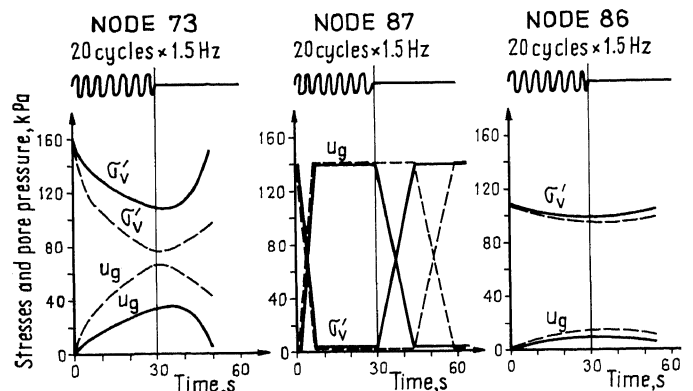 NODE 73
20 cycles × 1.5 Hz
Stresses and pore pressure, kPa
160
120
80
40
0
σ'v
σ'v
ug
ug
0
30
60
Time, s
NODE 87
20 cycles × 1.5 Hz
160
120
80
40
0
ug
σ'v
0
30
60
Time, s
NODE 86
20 cycles × 1.5 Hz
160
120
80
40
0
σ'v
ug
0
30
60
Time, s